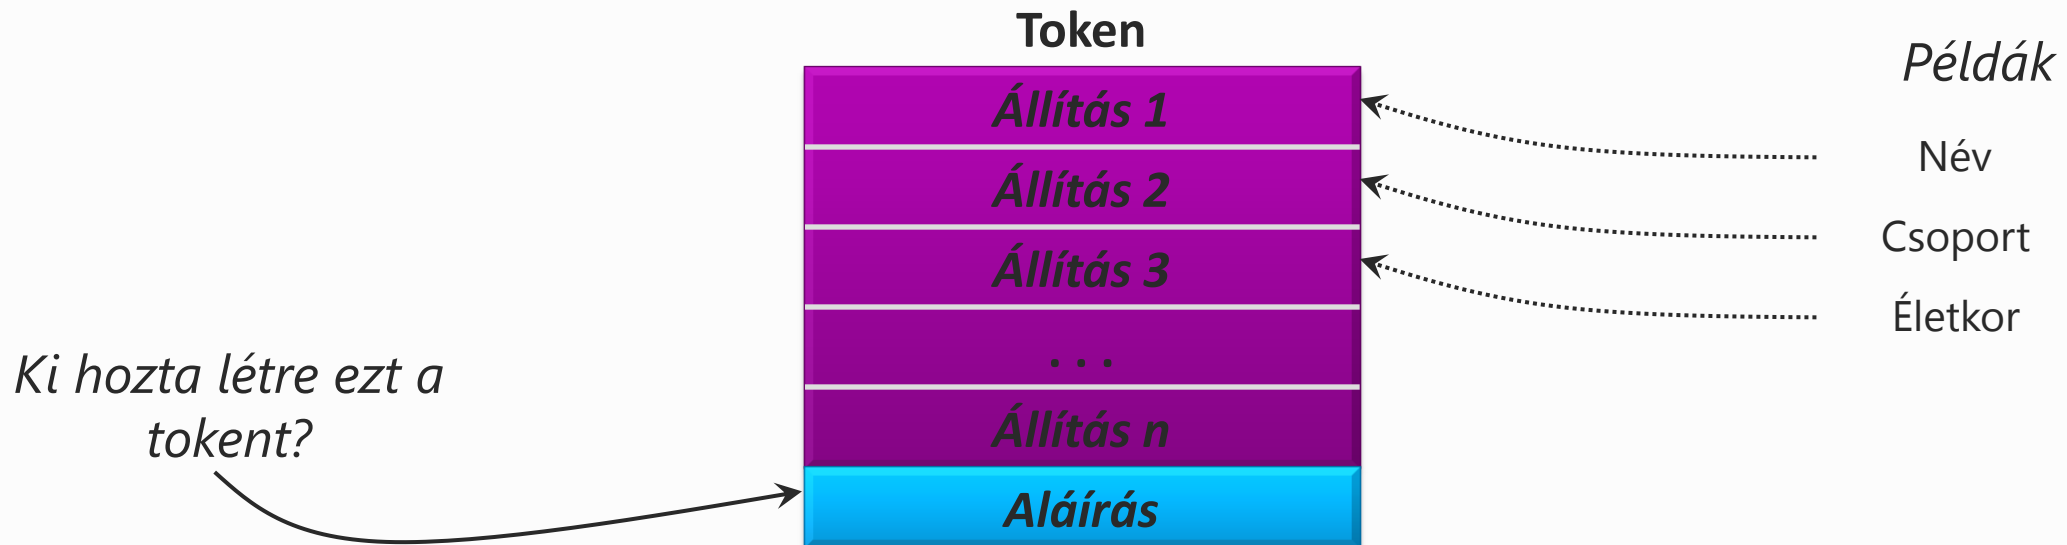 Token
Példák
Állítás 1
Név
Állítás 2
Csoport
Állítás 3
Életkor
. . .
Ki hozta létre ezt a
tokent?
Állítás n
Aláírás